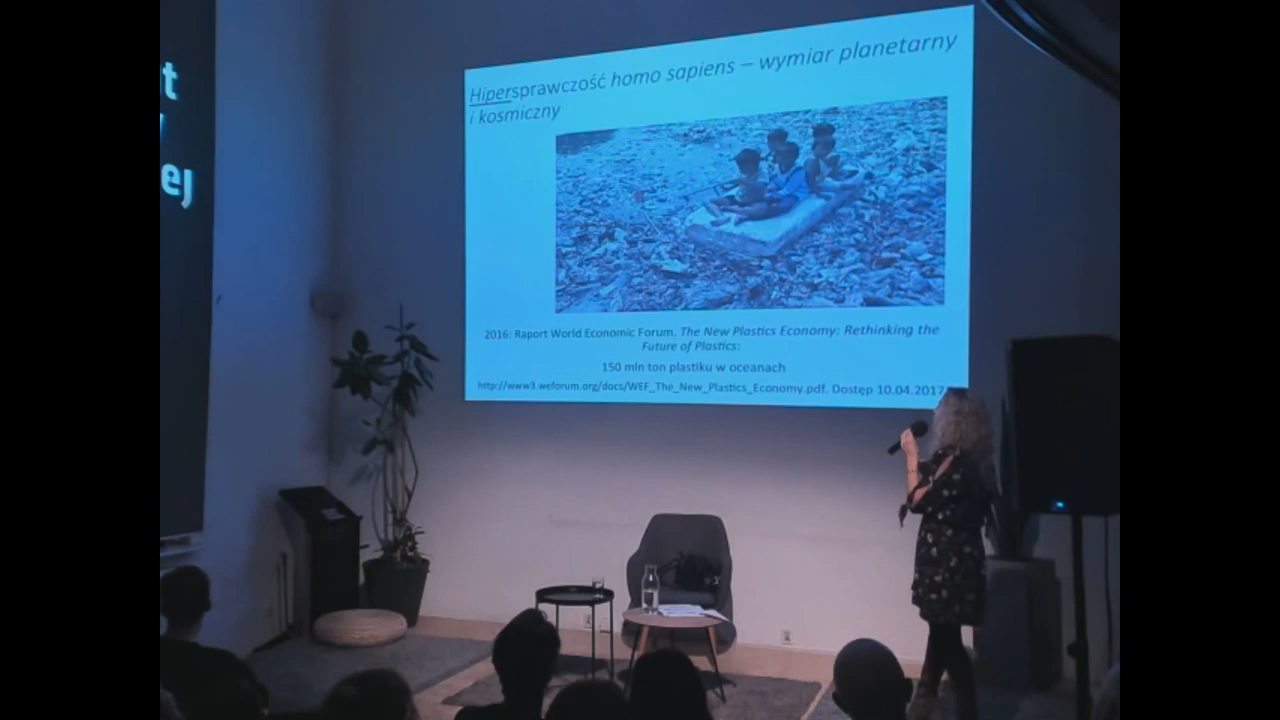 t
ej
Hipersprawczość homo sapiens – wymiar planetarny
i kosmiczny
2016: Raport World Economic Forum. The New Plastics Economy: Rethinking the
Future of Plastics:
150 mln ton plastiku w oceanach
http://www3.weforum.org/docs/WEF_The_New_Plastics_Economy.pdf. Dostęp 10.04.2017